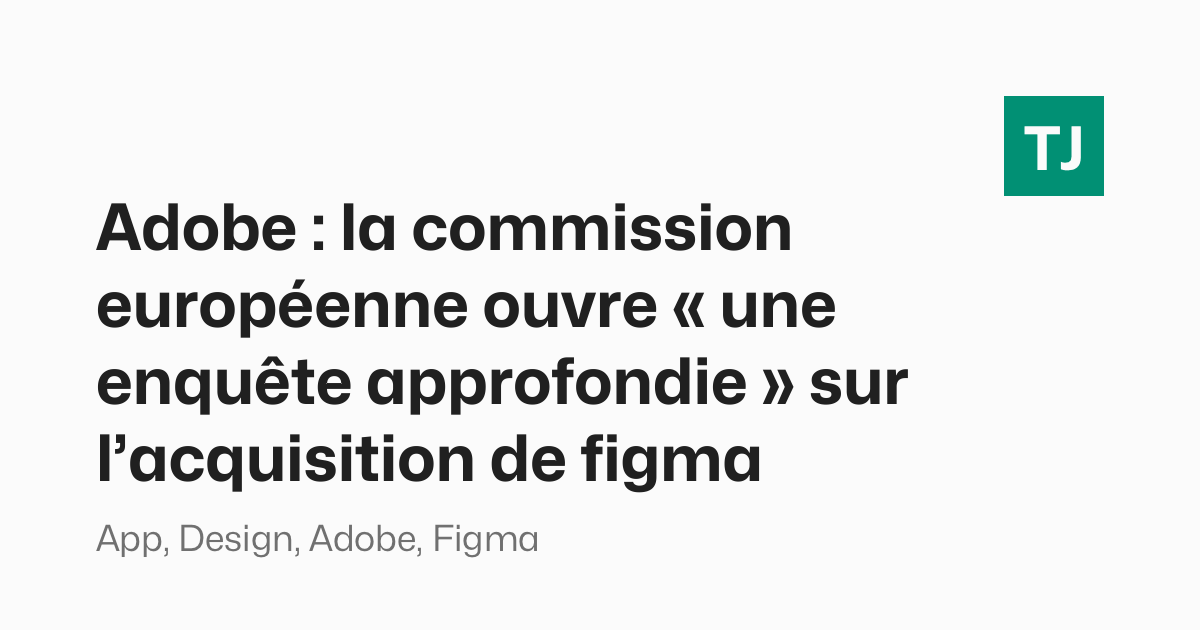 TJ
Adobe : la commission
européenne ouvre « une
enquête approfondie » sur
l’acquisition de figma
App, Design, Adobe, Figma